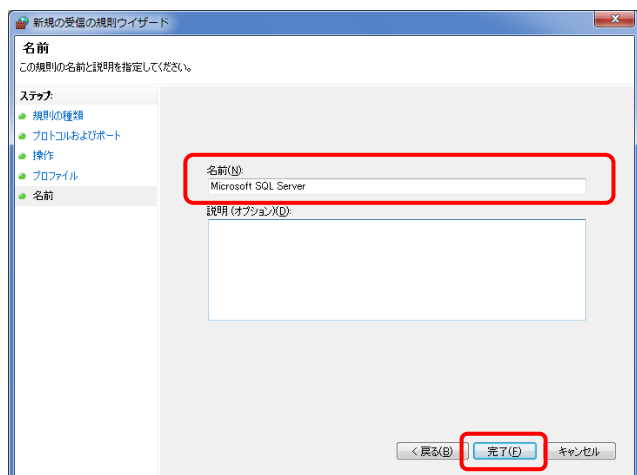 新規の受信の規則ウィザード
名前
この規則の名前と説明を指定してください。
ステップ:
規則の種類
プロトコルおよびポート
操作
プロファイル
名前
名前(N):
Microsoft SQL Server
説明 (オプション)(D):
< 戻る(B)
完了(F)
キャンセル